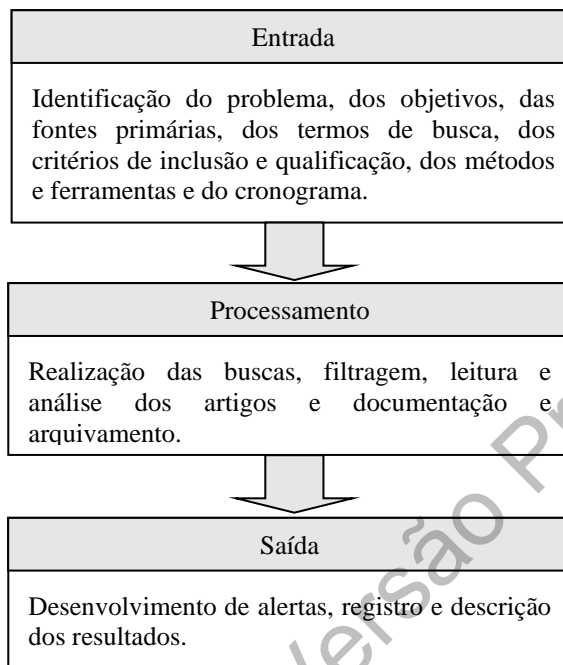 Entrada
Identificação do problema, dos objetivos, das
fontes primárias, dos termos de busca, dos
critérios de inclusão e qualificação, dos métodos
e ferramentas e do cronograma.
Processamento
Realização das buscas, filtragem, leitura e
análise dos artigos e documentação e
arquivamento.
Saída
Desenvolvimento de alertas, registro e descrição
dos resultados.
Versão Pr